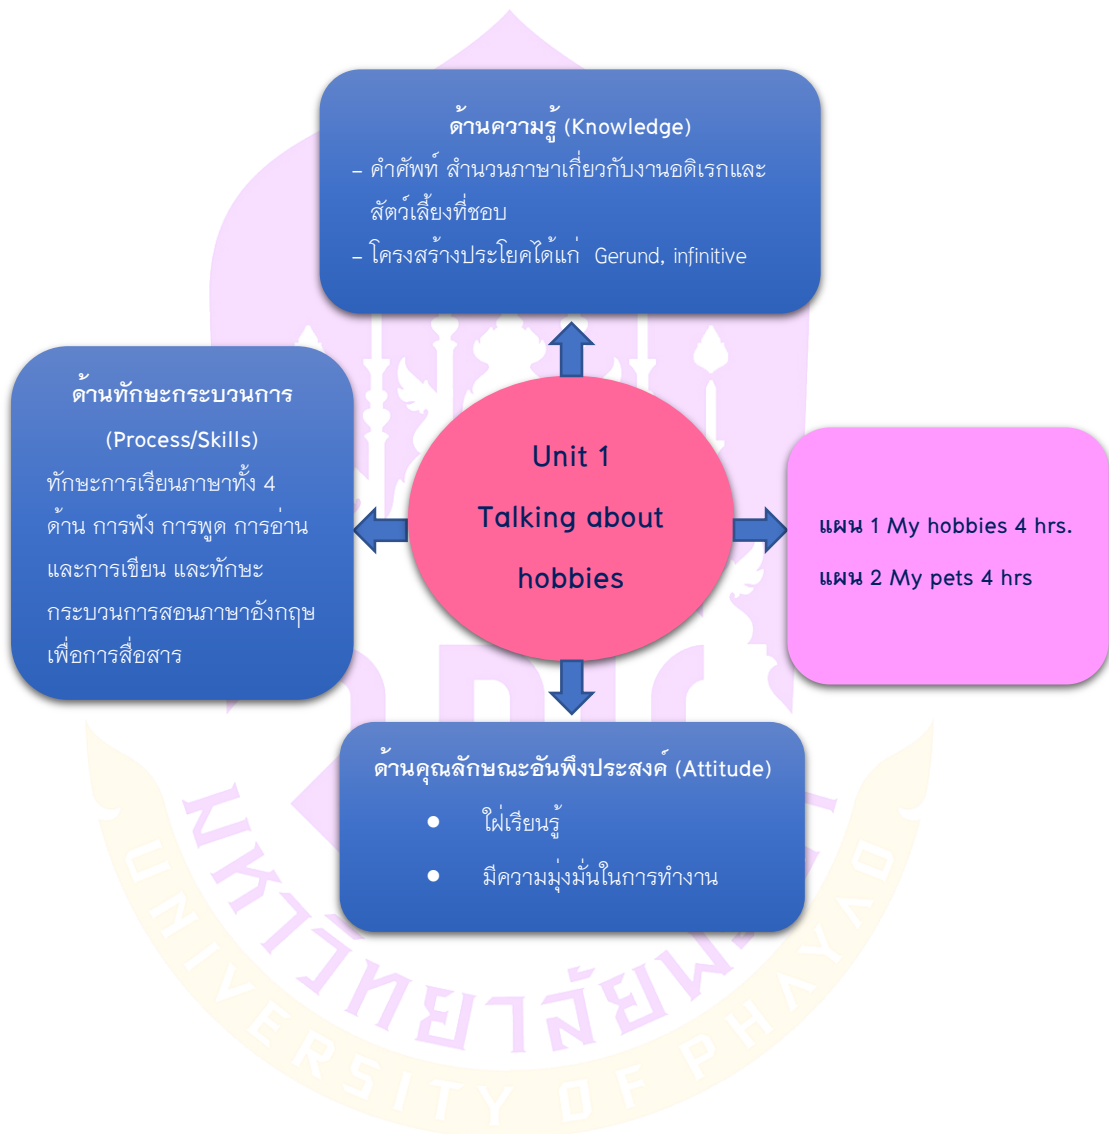 ด้านความรู้ (Knowledge)
– คำศัพท์ สำนวนภาษาเกี่ยวกับงานอดิเรกและ
สัตว์เลี้ยงที่ชอบ
– โครงสร้างประโยคได้แก่ Gerund, infinitive
ด้านทักษะกระบวนการ
(Process/Skills)
ทักษะการเรียนภาษาทั้ง 4
ด้าน การฟัง การพูด การอ่าน
และการเขียน และทักษะ
กระบวนการสอนภาษาอังกฤษ
เพื่อการสื่อสาร
Unit 1
Talking about
hobbies
แผน 1 My hobbies 4 hrs.
แผน 2 My pets 4 hrs
ด้านคุณลักษณะอันพึงประสงค์ (Attitude)
● ใฝ่เรียนรู้
● มีความมุ่งมั่นในการทำงาน
UNIVERSITY OF PHAYAO